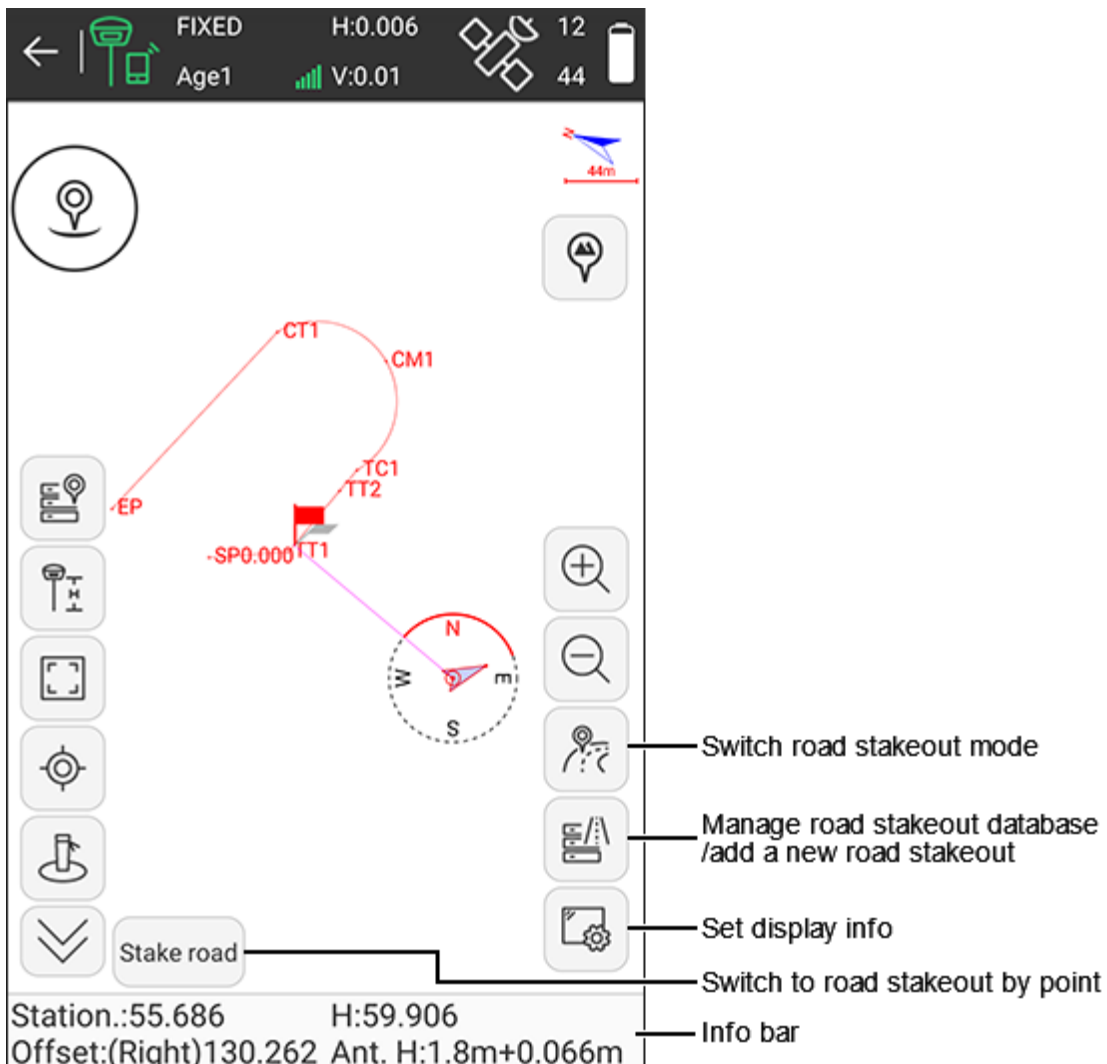 FIXED H:0.006 12
Age1 V:0.01 44
N
44m
CT1
CM1
TC1
TT2
EP
SP0.000 TT1
N
W E
S
Switch road stakeout mode
Manage road stakeout database
/add a new road stakeout
Set display info
Stake road
Switch to road stakeout by point
Station.:55.686 H:59.906
Info bar
Offset:(Right)130.262 Ant. H:1.8m+0.066m